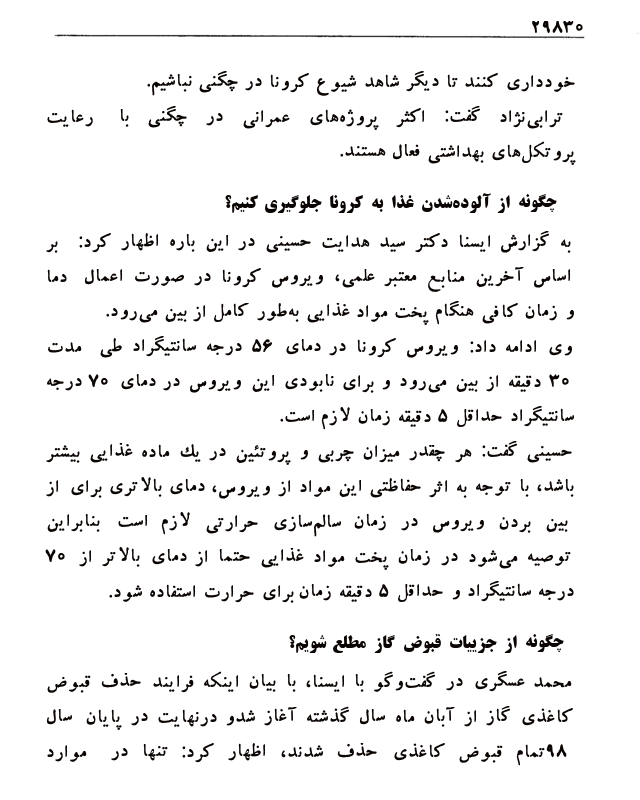 ۲۹۸۳۰
خودداری کنند تا دیگر شاهد شیوع کرونا در چگنی نباشیم.
ترابی‌نژاد گفت: اکثر پروژه‌های عمرانی در چگنی با رعایت
پروتکل‌های بهداشتی فعال هستند.
چگونه از آلوده‌شدن غذا به کرونا جلوگیری کنیم؟
به گزارش ایسنا دکتر سید هدایت حسینی در این باره اظهار کرد: بر
اساس آخرین منابع معتبر علمی، ویروس کرونا در صورت اعمال دما
و زمان کافی هنگام پخت مواد غذایی به‌طور کامل از بین می‌رود.
وی ادامه داد: ویروس کرونا در دمای ۵۶ درجه سانتیگراد طی مدت
۳۰ دقیقه از بین می‌رود و برای نابودی این ویروس در دمای ۷۰ درجه
سانتیگراد حداقل ۵ دقیقه زمان لازم است.
حسینی گفت: هر چقدر میزان چربی و پروتئین در یك ماده غذایی بیشتر
باشد، با توجه به اثر حفاظتی این مواد از ویروس، دمای بالاتری برای از
بین بردن ویروس در زمان سالم‌سازی حرارتی لازم است بنابراین
توصیه می‌شود در زمان پخت مواد غذایی حتما از دمای بالاتر از ۷۰
درجه سانتیگراد و حداقل ۵ دقیقه زمان برای حرارت استفاده شود.
چگونه از جزییات قبوض گاز مطلع شویم؟
محمد عسگری در گفت‌وگو با ایسنا، با بیان اینکه فرایند حذف قبوض
کاغذی گاز از آبان ماه سال گذشته آغاز شدو درنهایت در پایان سال
۹۸تمام قبوض کاغذی حذف شدند، اظهار کرد: تنها در موارد